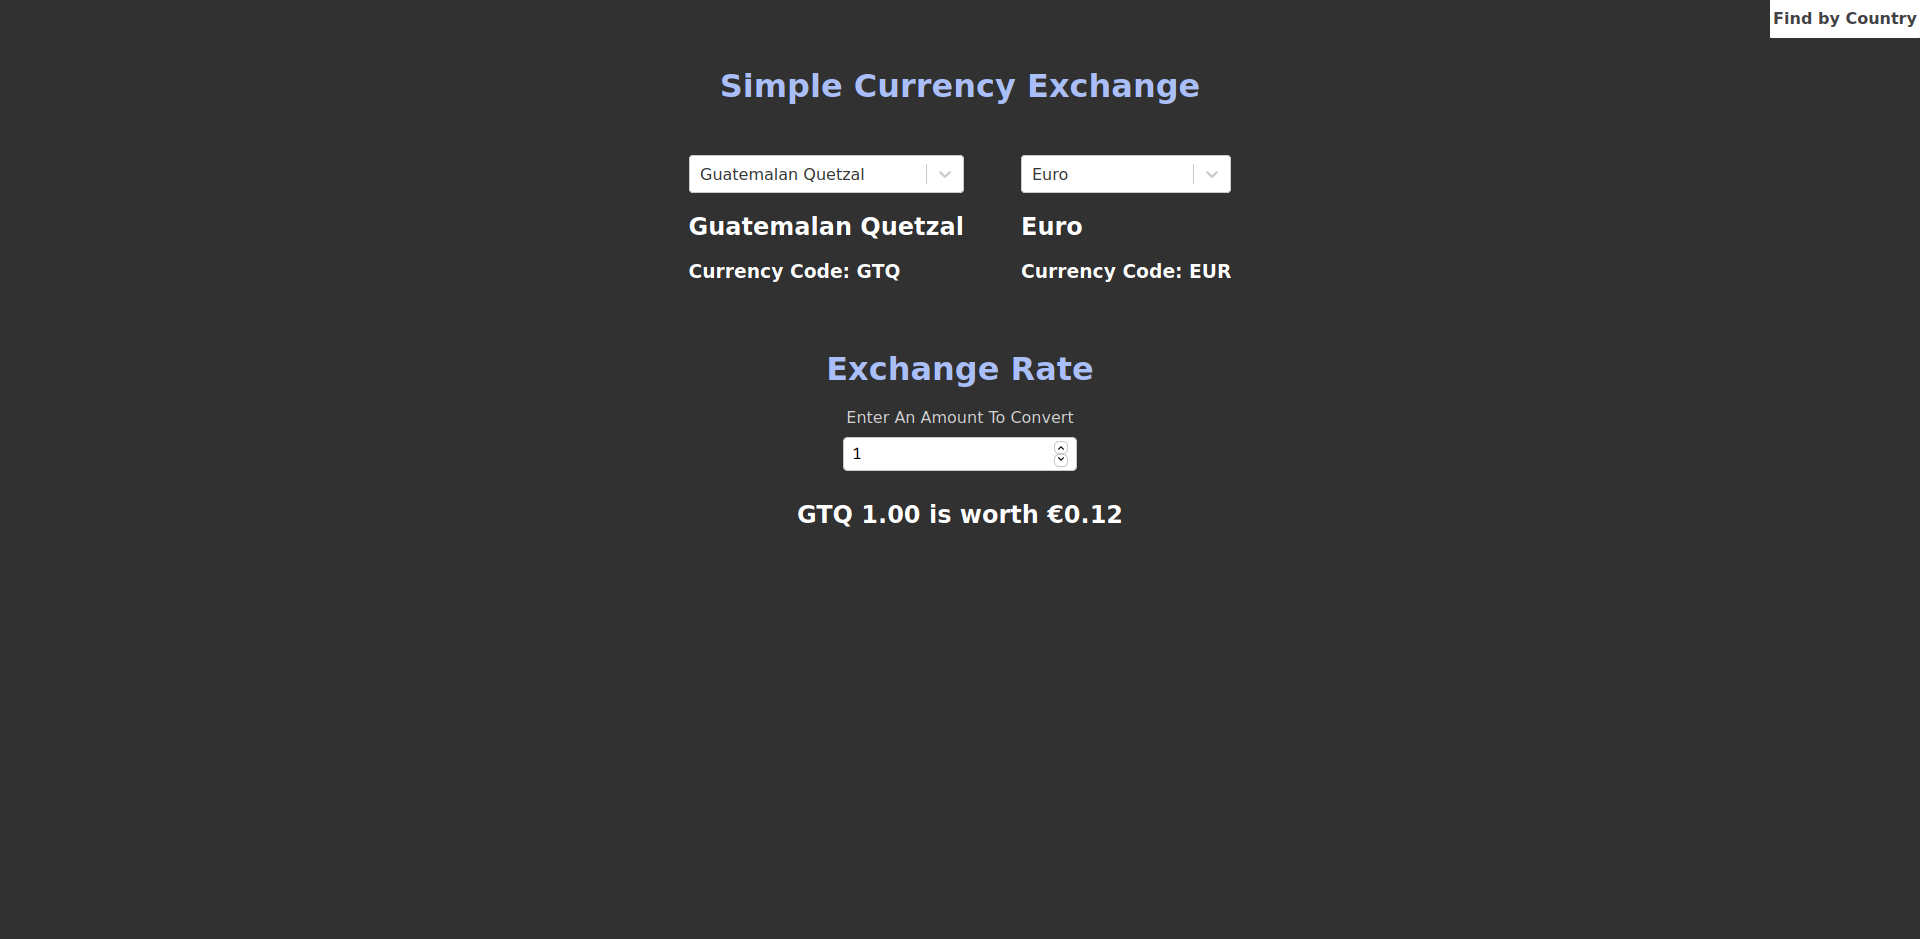 Find by Country
Simple Currency Exchange
Guatemalan Quetzal
Euro
Guatemalan Quetzal
Euro
Currency Code: GTQ
Currency Code: EUR
Exchange Rate
Enter An Amount To Convert
1
GTQ 1.00 is worth €0.12